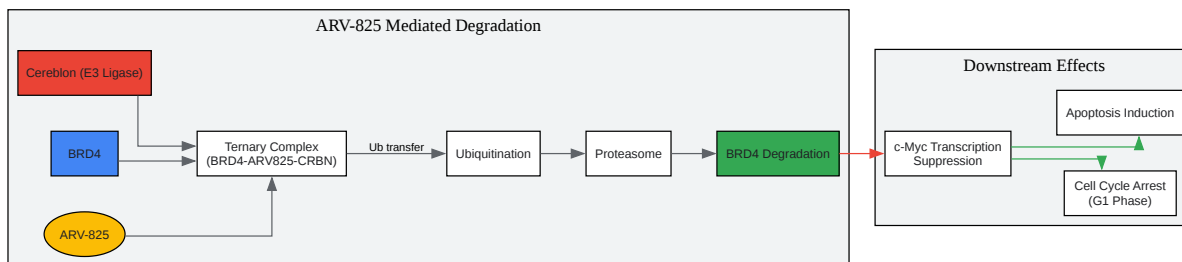 ARV-825 Mediated Degradation
Cereblon (E3 Ligase)
BRD4
ARV-825
Ternary Complex
(BRD4-ARV825-CRBN)
Ub transfer
Ubiquitination
Proteasome
BRD4 Degradation
Downstream Effects
c-Myc Transcription
Suppression
Apoptosis Induction
Cell Cycle Arrest
(G1 Phase)